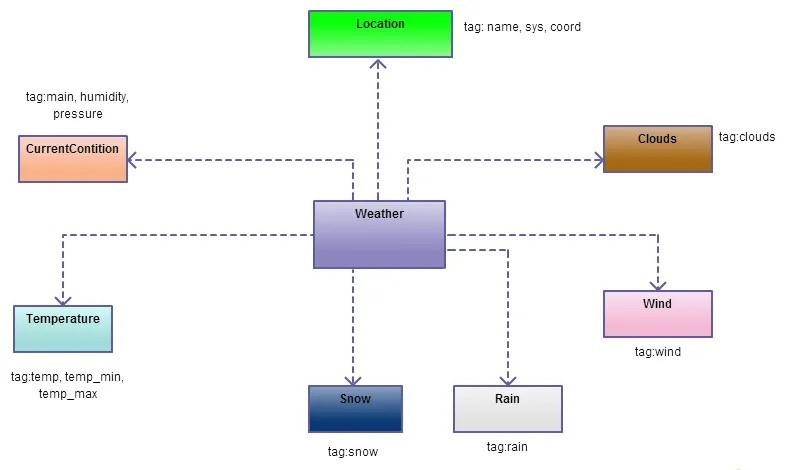 Location
tag: name, sys, coord
tag:main, humidity,
pressure
CurrentContition
Clouds
tag:clouds
Weather
Temperature
tag:temp, temp_min,
temp_max
Wind
tag:wind
Snow
tag:snow
Rain
tag:rain